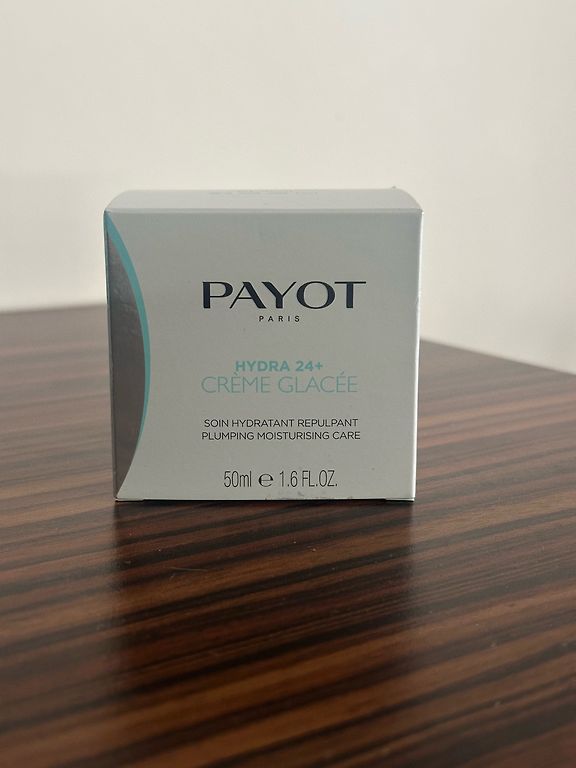 PAYOT
PARIS
HYDRA 24+
CRÈME GLACÉE
SOIN HYDRATANT REPULPANT
PLUMPING MOISTURISING CARE
50ml ℮ 1.6 FL.OZ.